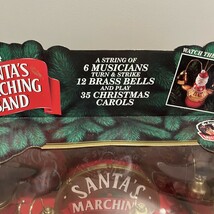 SANTA'S
MARCHING
BAND
A STRING OF
6 MUSICIANS
TURN & STRIKE
12 BRASS BELLS
AND PLAY
35 CHRISTMAS
CAROLS
WATCH THE
SANTA'S
MARCHING